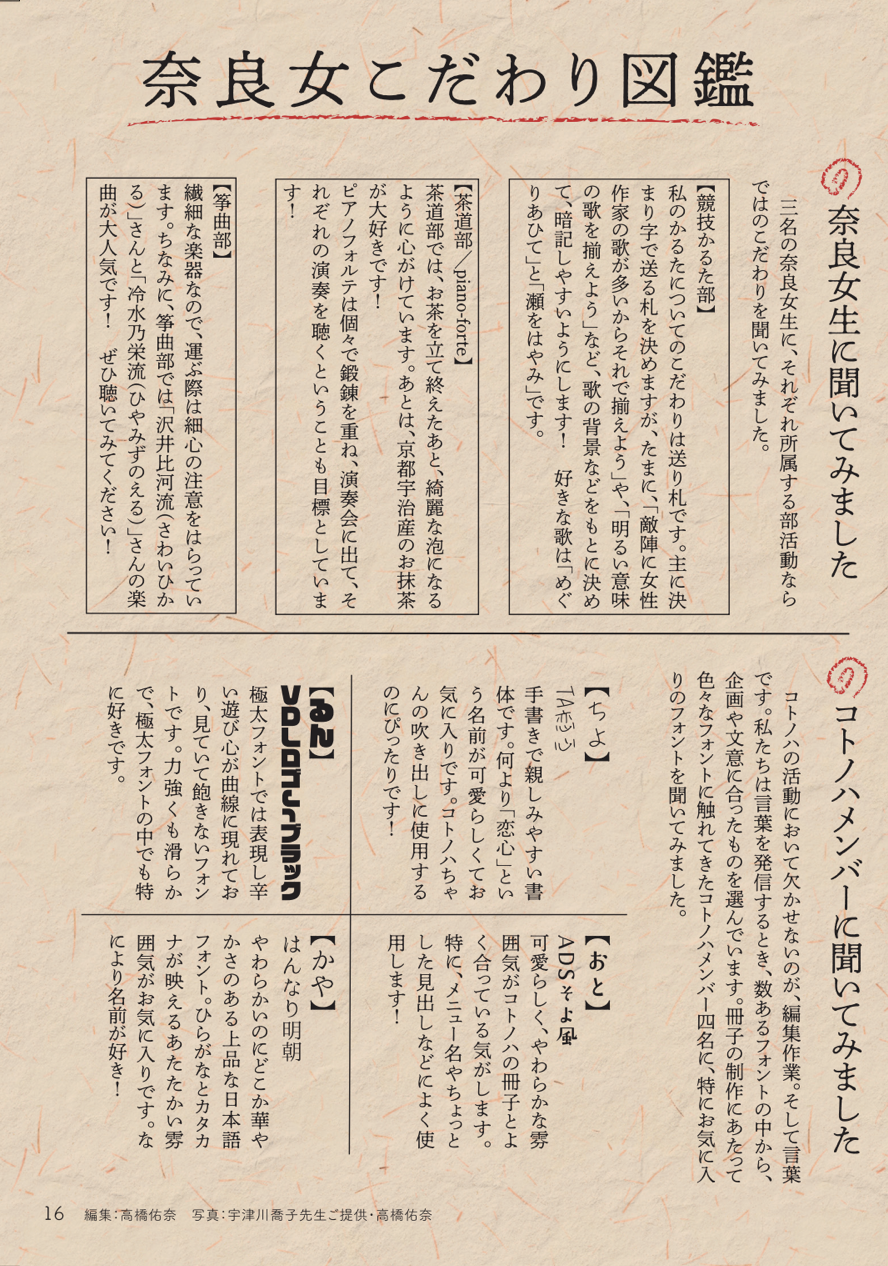 奈良女こだわり図鑑
奈良女生に聞いてみました
三名の奈良女生に、それぞれ所属する部活動なら
ではのこだわりを聞いてみました。
【競技かるた部】
私のかるたについてのこだわりは送り札です。主に決
まり字で送る札を決めますが、たまに、「敵陣に女性
作家の歌が多いからそれで揃えよう」や、「明るい意味
の歌を揃えよう」など、歌の背景などをもとに決め
て、暗記しやすいようにします！　好きな歌は「めぐ
りあひて」と「瀬をはやみ」です。
【茶道部／piano-forte】
茶道部では、お茶を立て終えたあと、綺麗な泡になる
ように心がけています。あとは、京都宇治産のお抹茶
が大好きです！
ピアノフォルテは個々で鍛錬を重ね、演奏会に出て、そ
れぞれの演奏を聴くということも目標としていま
す！
【箏曲部】
繊細な楽器なので、運ぶ際は細心の注意をはらってい
ます。ちなみに、箏曲部では「沢井比河流（さわいひか
る）」さんと「冷水乃栄流（ひやみずのえる）」さんの楽
曲が大人気です！　ぜひ聴いてみてください！
コトノハメンバーに聞いてみました
コトノハの活動において欠かせないのが、編集作業。そして言葉
です。私たちは言葉を発信するとき、数あるフォントの中から、
企画や文意に合ったものを選んでいます。冊子の制作にあたって
色々なフォントに触れてきたコトノハメンバー四名に、特にお気に入
りのフォントを聞いてみました。
【ちよ】
TA恋心
手書きで親しみやすい書
体です。何より「恋心」とい
う名前が可愛らしくてお
気に入りです。コトノハちゃ
んの吹き出しに使用する
のにぴったりです！
【おと】
ADSそよ風
可愛らしく、やわらかな雰
囲気がコトノハの冊子とよ
く合っている気がします。
特に、メニュー名やちょっと
した見出しなどによく使
用します！
【るん】
VDLロゴJrブラック
極太フォントでは表現し辛
い遊び心が曲線に現れてお
り、見ていて飽きないフォン
トです。力強くも滑らか
で、極太フォントの中でも特
に好きです。
【かや】
はんなり明朝
やわらかいのにどこか華や
かさのある上品な日本語
フォント。ひらがなとカタカ
ナが映えるあたたかい雰
囲気がお気に入りです。な
により名前が好き！
16　編集：高橋佑奈　写真：宇津川喬子先生ご提供・高橋佑奈